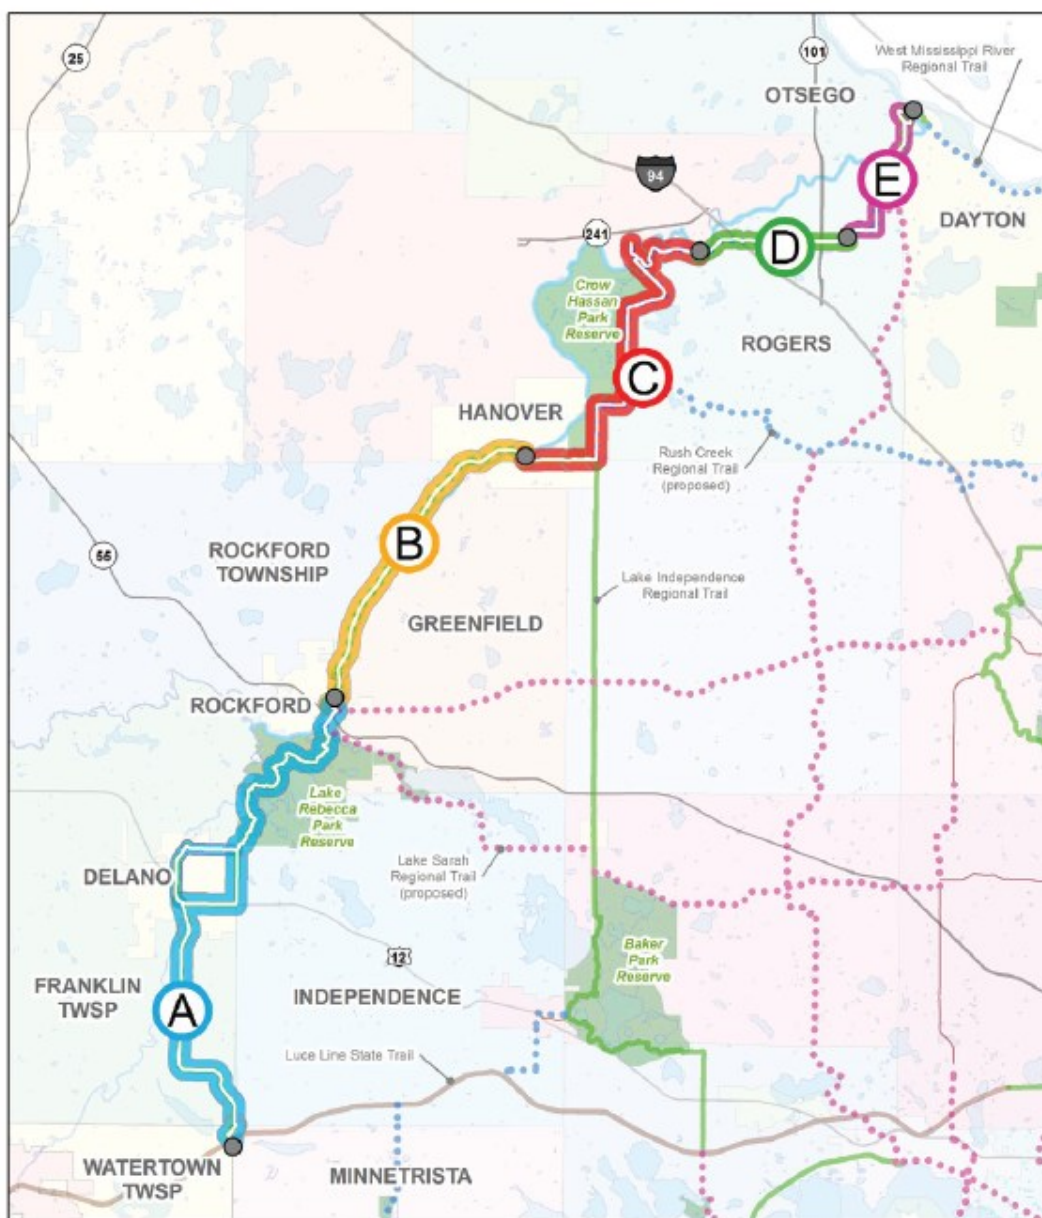 25
101
West Mississippi River
Regional Trail
OTSEGO
94
E
DAYTON
241
D
Crow
Hassan
Park
Reserve
ROGERS
C
HANOVER
Rush Creek
Regional Trail
(proposed)
B
55
ROCKFORD
TOWNSHIP
Lake Independence
Regional Trail
GREENFIELD
ROCKFORD
Lake
Rebecca
Park
Reserve
DELANO
Lake Sarah
Regional Trail
(proposed)
Baker
Park
Reserve
12
FRANKLIN
TWSP
INDEPENDENCE
A
Luce Line State Trail
WATERTOWN
TWSP
MINNETRISTA